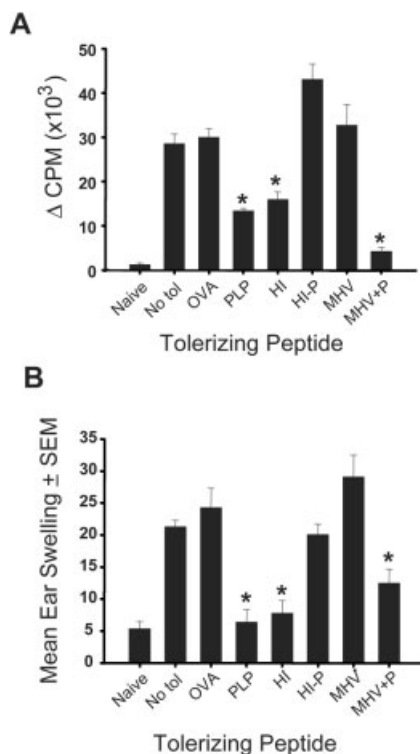 A
Δ CPM (x10³)
50
40
30
20
10
0
* * *
Naive No tol OVA PLP HI HI-P MHV MHV+P
Tolerizing Peptide
B
Mean Ear Swelling ± SEM
35
30
25
20
15
10
5
0
* * *
Naive No tol OVA PLP HI HI-P MHV MHV+P
Tolerizing Peptide